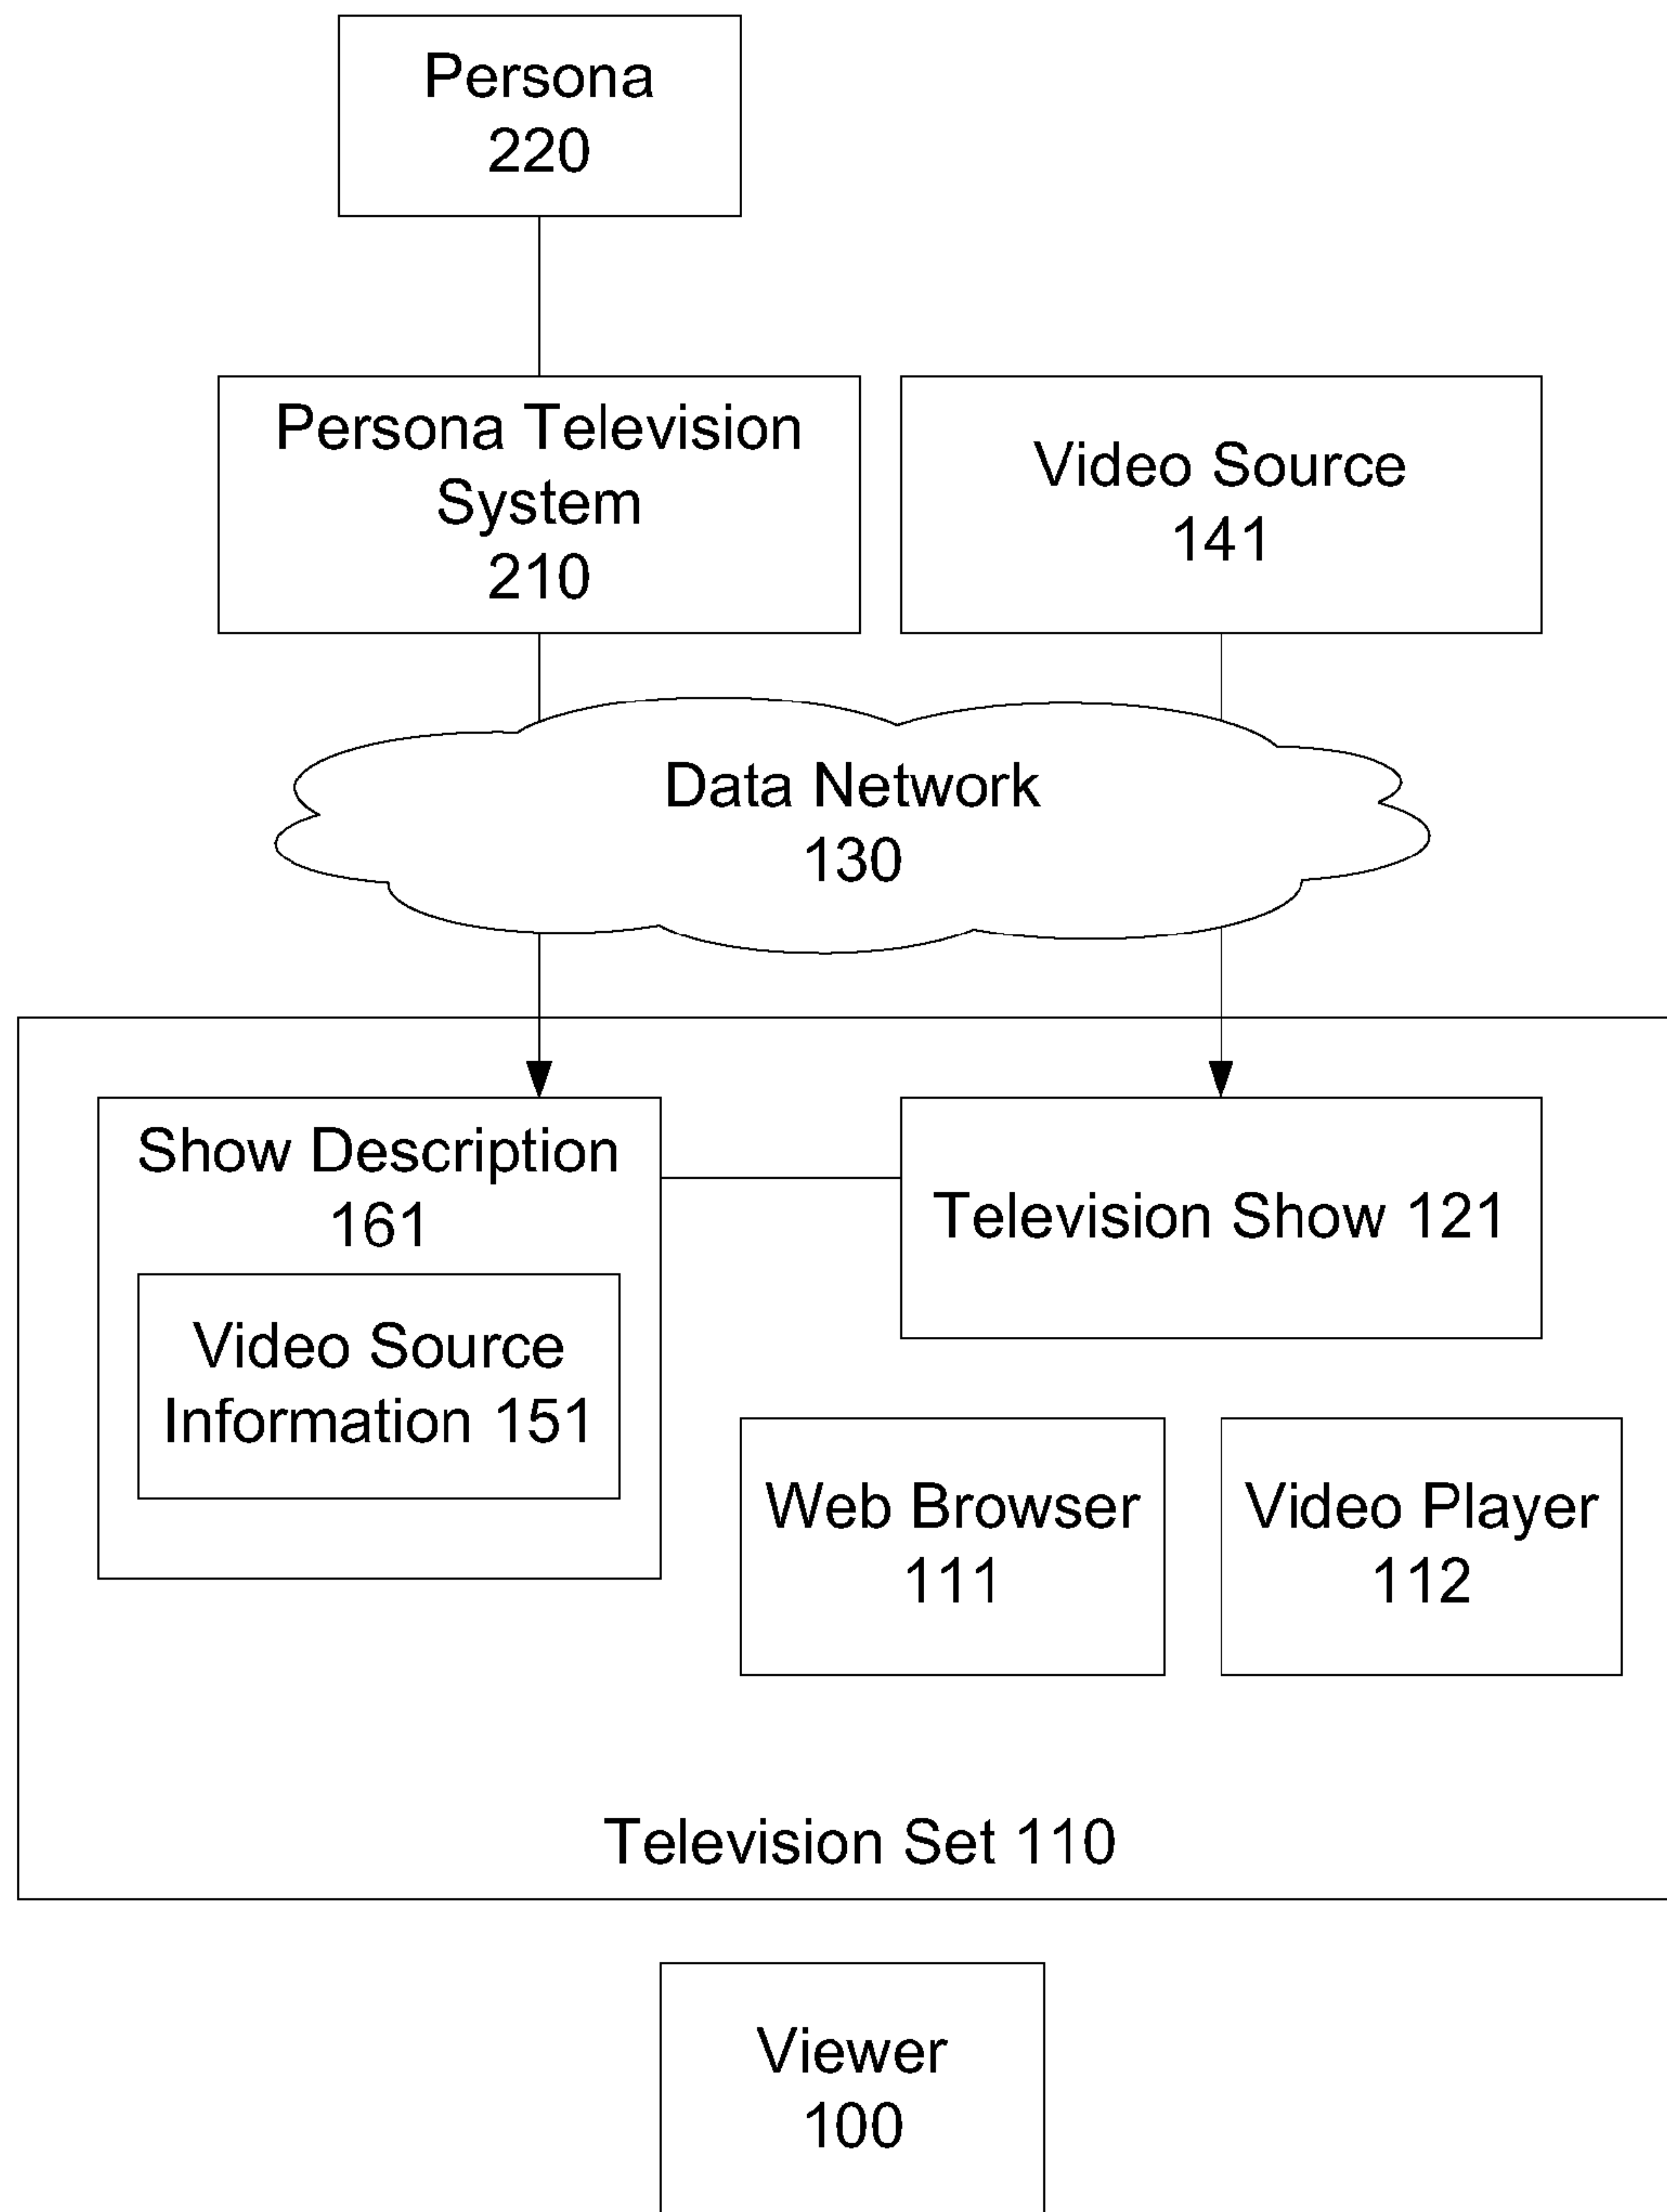 Persona
220
Persona Television
System
210
Video Source
141
Data Network
130
Show Description
161
Television Show 121
Video Source
Information 151
Web Browser
111
Video Player
112
Television Set 110
Viewer
100